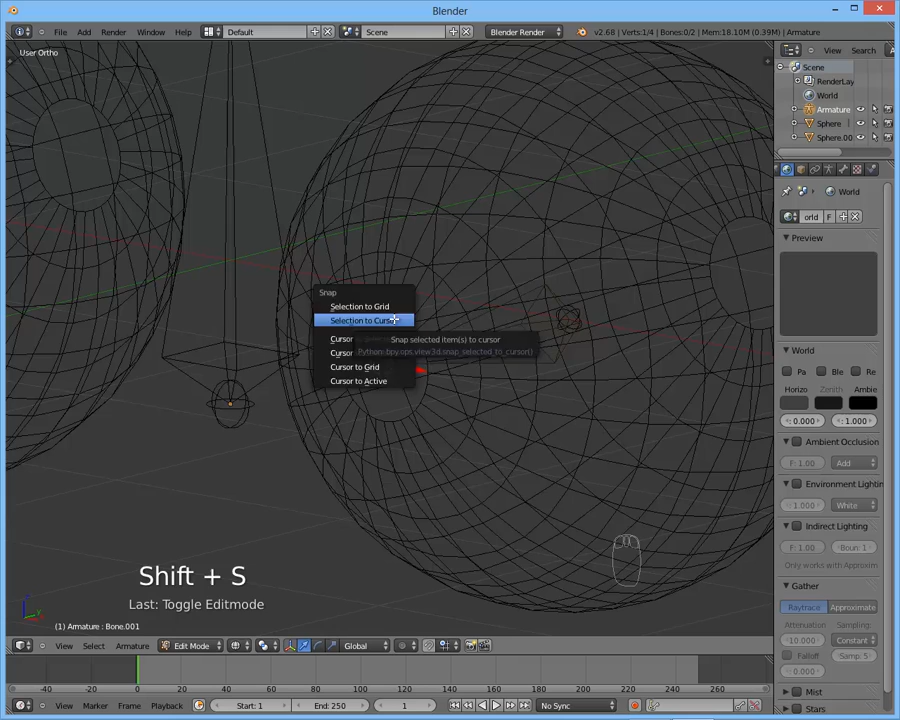 Blender
File Add Render Window Help Default Scene Blender Render v2.68 | Verts:1/4 | Bones:0/2 | Mem:18.10M (0.39M) | Armature
User Ortho
View Search
Scene
RenderLay
World
Armature
Sphere
Sphere.00
World
orld F
Preview
Snap
Selection to Grid
Selection to Curso
Cursor
Cursor
Cursor to Grid
Cursor to Active
Snap selected item(s) to cursor
Python: bpy.ops.view3d.snap_selected_to_cursor()
World
Pa Ble Re
Horizo Zenith Ambie
: 0.000 : 1.000
Ambient Occlusion
F: 1.00 Add
Environment Lightin
: 1.000 White
Indirect Lighting
F: 1.00 Boun: 1
Only works with Approxim
Gather
Raytrace Approximate
Attenuation Sampling:
10.000 Constant
Falloff Samp: 5
: 0.000
Mist
Stars
Shift + S
Last: Toggle Editmode
(1) Armature : Bone.001
View Select Armature Edit Mode Global
-40 -20 0 20 40 60 80 100 120 140 160 180 200 220 240 260
View Marker Frame Playback Start: 1 End: 250 1 No Sync